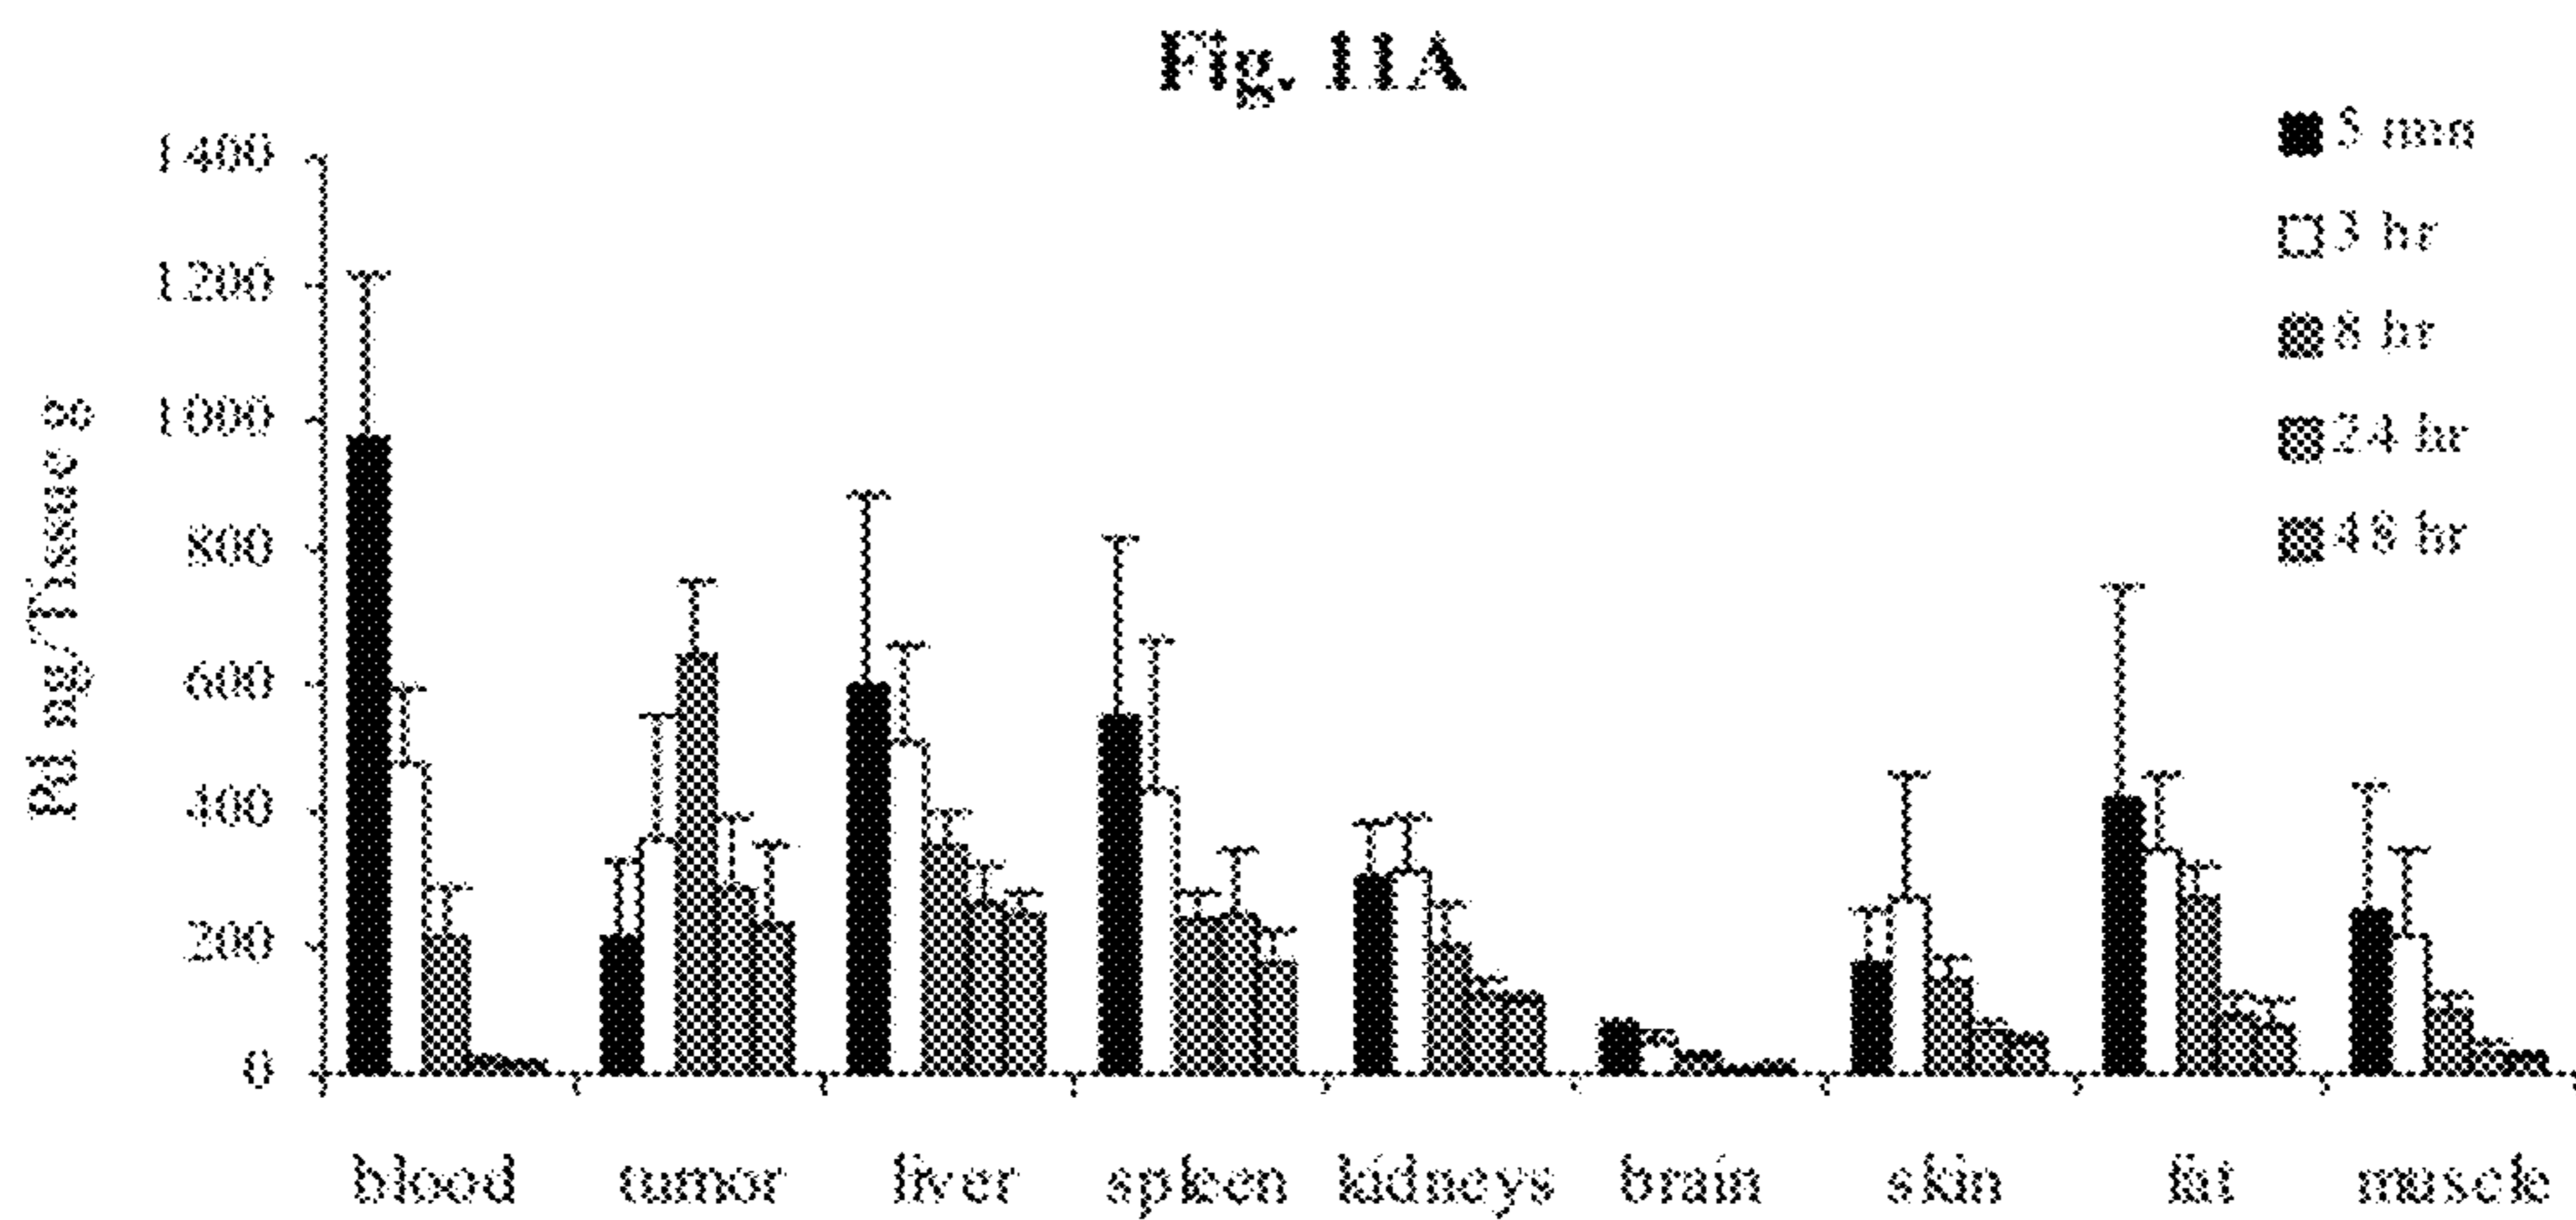 Fig. 11A
Pd ng/Tissue g
1400
1200
1000
800
600
400
200
0
5 min
3 hr
8 hr
24 hr
48 hr
blood tumor liver spleen kidneys brain skin fat muscle